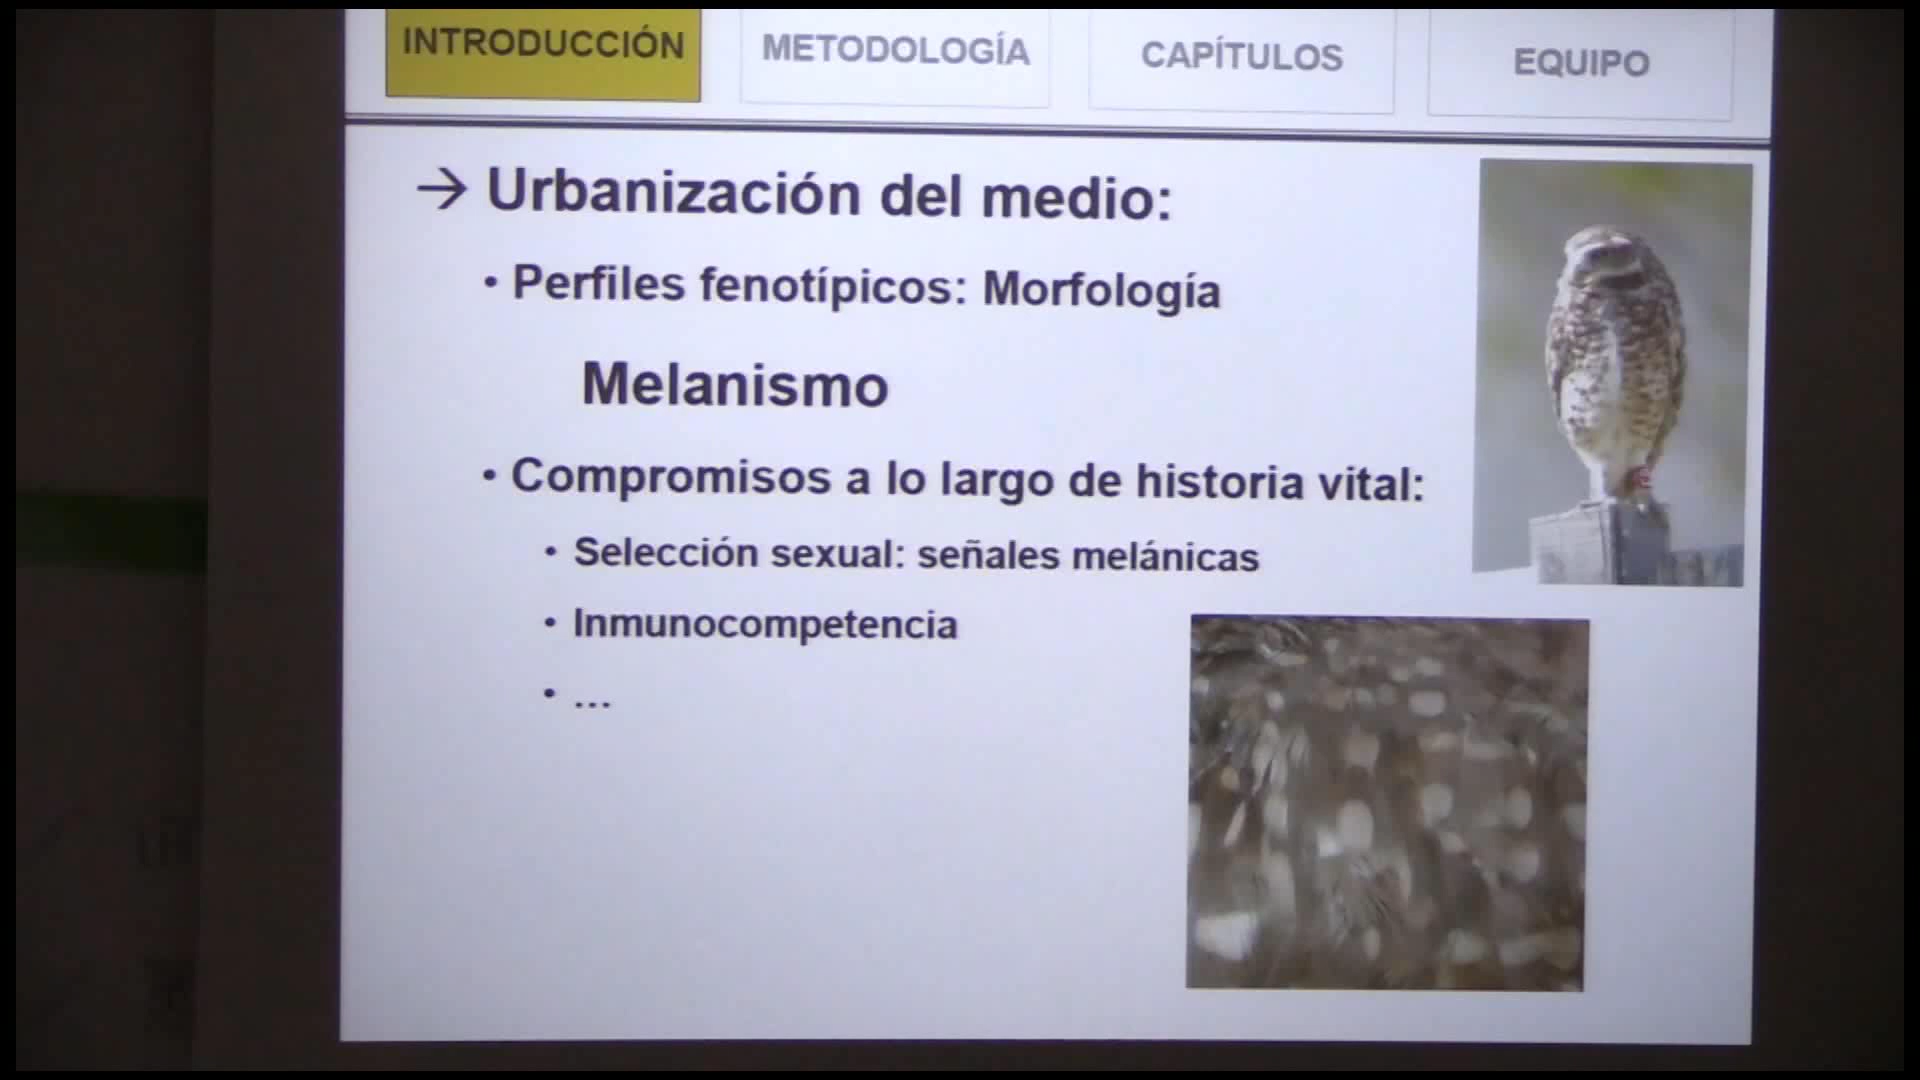 INTRODUCCIÓN
METODOLOGÍA
CAPÍTULOS
EQUIPO
→ Urbanización del medio:
• Perfiles fenotípicos: Morfología
Melanismo
• Compromisos a lo largo de historia vital:
• Selección sexual: señales melánicas
• Inmunocompetencia
• ...